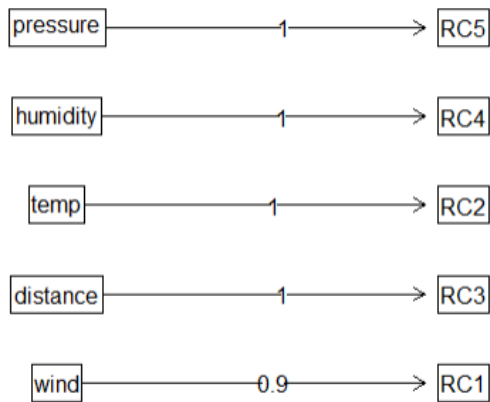 pressure 1 RC5
humidity 1 RC4
temp 1 RC2
distance 1 RC3
wind 0.9 RC1